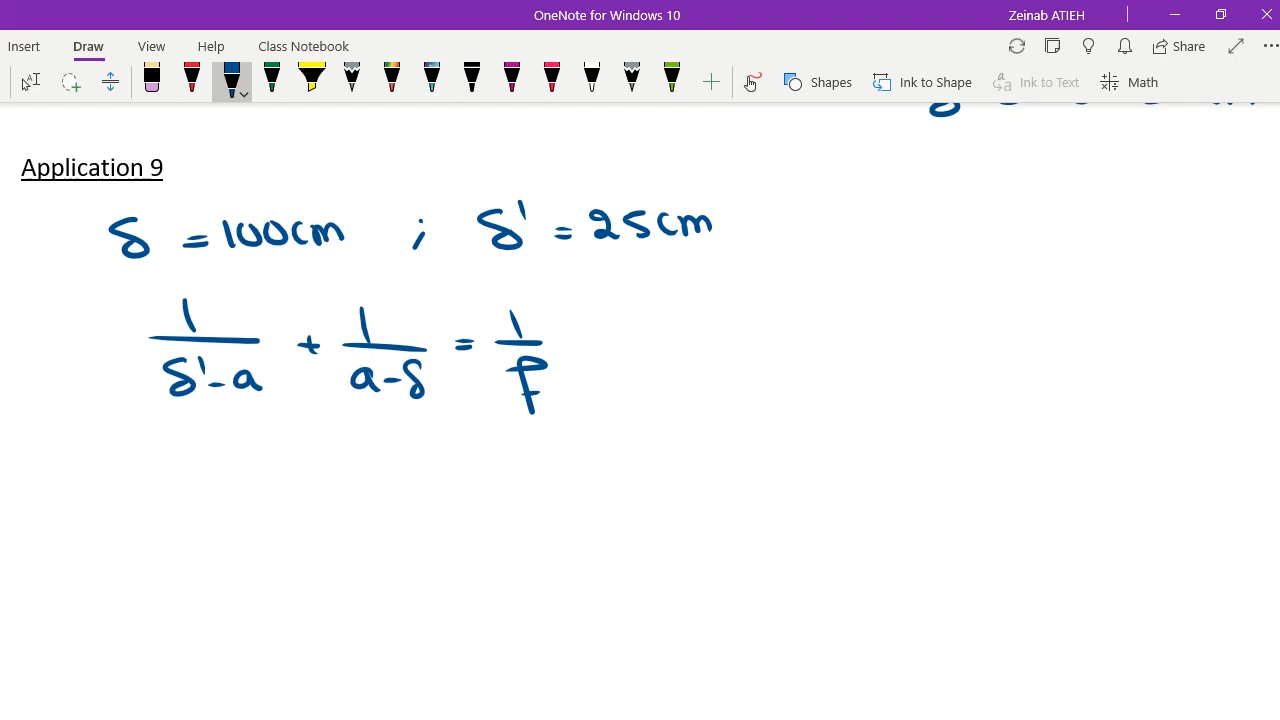 OneNote for Windows 10 Zeinab ATIEH
Insert Draw View Help Class Notebook Share
Shapes Ink to Shape Ink to Text Math
Application 9
δ = 100cm ; δ' = 25cm
1/(δ'-a) + 1/(a-δ) = 1/f